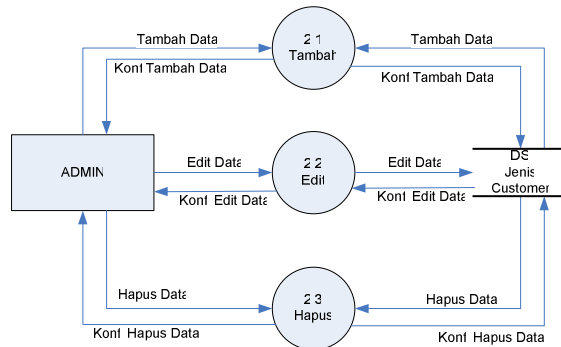 Tambah Data
2 1
Tambah
Tambah Data
Konf Tambah Data
Konf Tambah Data
ADMIN
Edit Data
2 2
Edit
Edit Data
DS
Jenis
Customer
Konf Edit Data
Konf Edit Data
Hapus Data
2 3
Hapus
Hapus Data
Konf Hapus Data
Konf Hapus Data